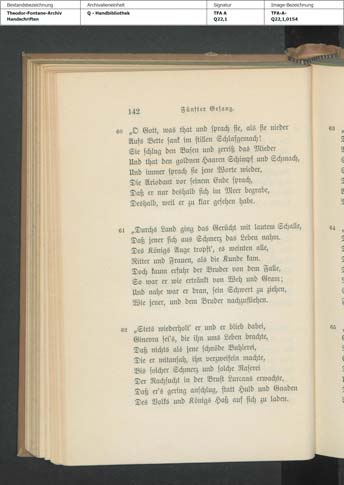 Bestandsbezeichnung
Theodor-Fontane-Archiv
Handschriften
Archivalieneinheit
Q - Handbibliothek
Signatur
TFA A
Q22,1
Image-Bezeichnung
TFA-A-
Q22,1,0154
142 Fünfter Gesang.
60 „O Gott, was that und sprach sie, als sie nieder
Aufs Bette sank im stillen Schlafgemach!
Sie schlug den Busen und zerriß das Mieder
Und that den goldnen Haaren Schimpf und Schmach,
Und immer sprach sie jene Worte wieder,
Die Ariodant vor seinem Ende sprach,
Daß er nur deshalb sich im Meer begrabe,
Deshalb, weil er zu klar gesehen habe.
61 „Durchs Land ging das Gerücht mit lautem Schalle,
Daß jener sich aus Schmerz das Leben nahm.
Des Königs Auge tropft', es weinten alle,
Ritter und Frauen, als die Kunde kam.
Doch kaum erfuhr der Bruder von dem Falle,
So war er wie ertränkt von Weh und Gram;
Und nahe war er dran, sein Schwert zu ziehen,
Wie jener, und dem Bruder nachzufliehen.
62 „Stets wiederholt' er und er blieb dabei,
Ginevra sei's, die ihn ums Leben brachte,
Daß nichts als jene schnöde Buhlerei,
Die er mitansah, ihn verzweifeln machte,
Bis solcher Schmerz und solche Raserei
Der Rachsucht in der Brust Lurcans erwachte,
Daß er's gering anschlug, statt Huld und Gnaden
Des Volks und Königs Haß auf sich zu laden.
63
64
65